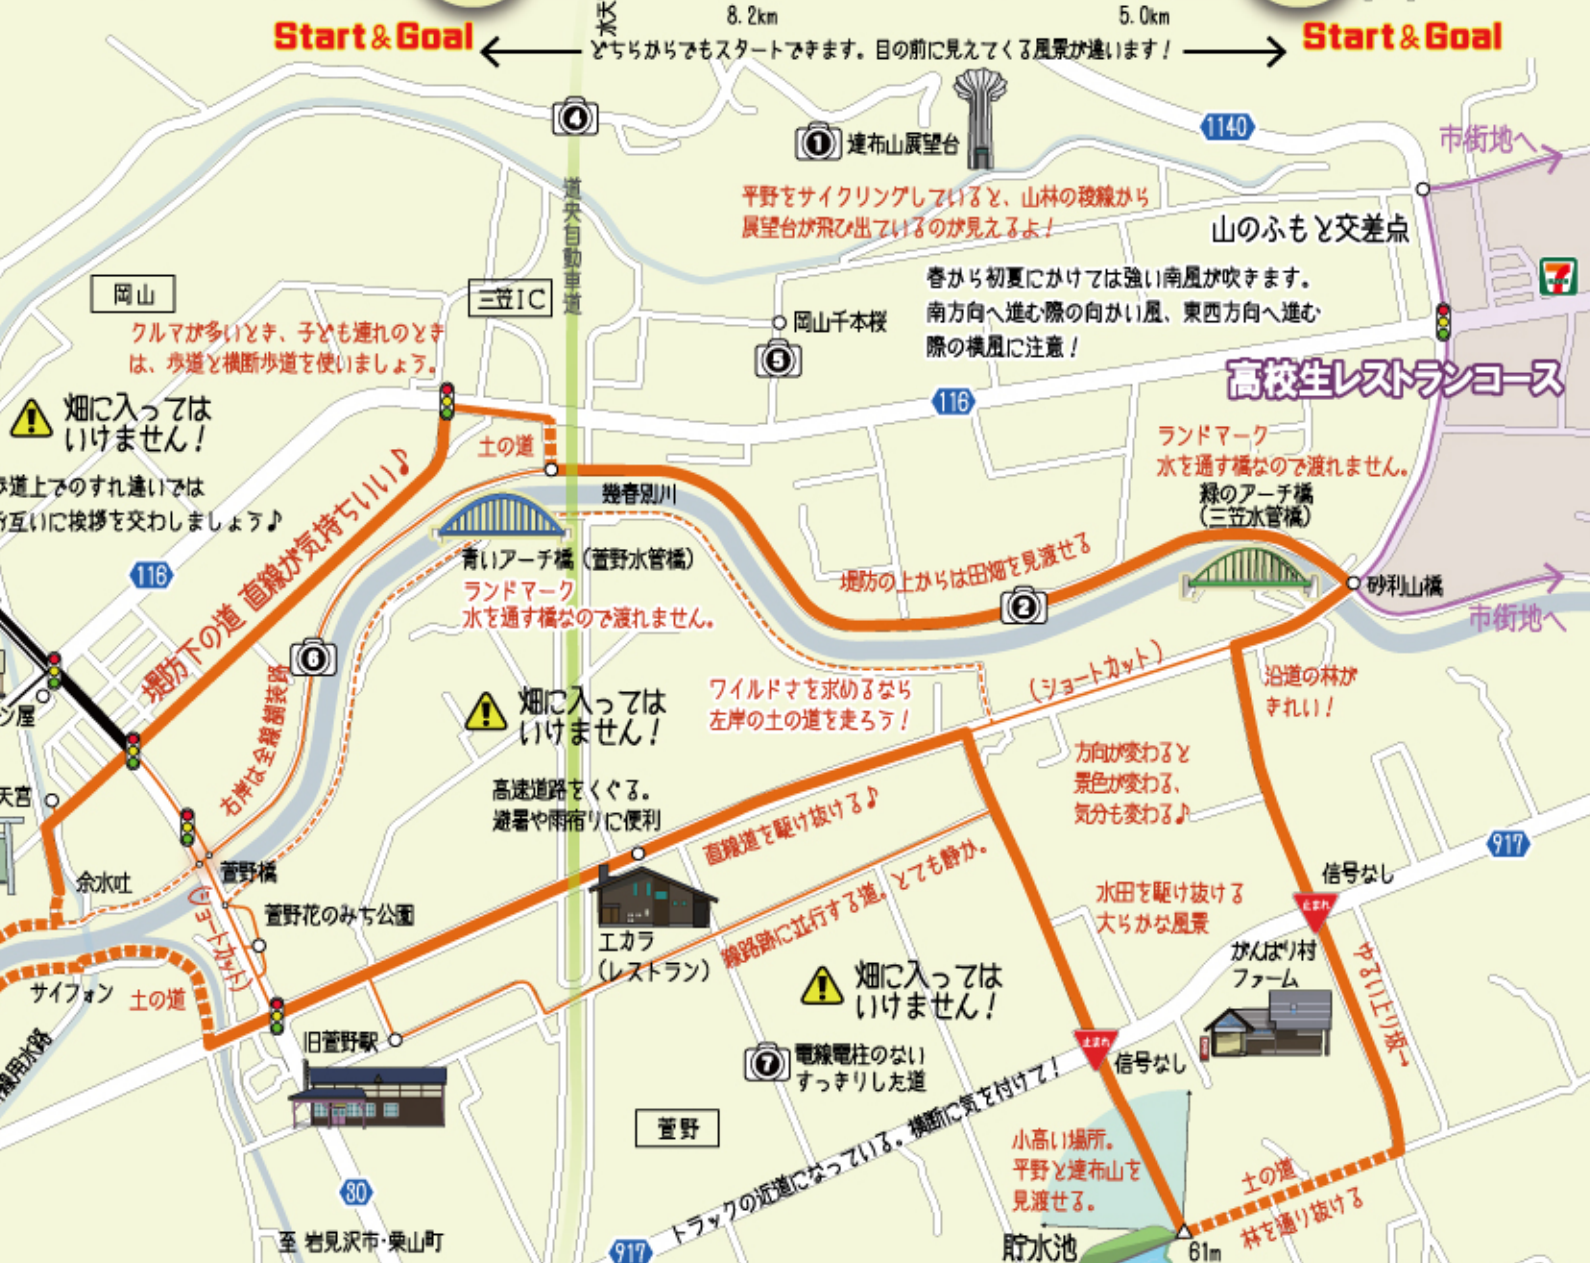 8.2km
5.0km
Start&Goal
Start&Goal
どちらからでもスタートできます。目の前に見えてくる風景が違います！
4
1
達布山展望台
1140
市街地へ
道央自動車道
平野をサイクリングしていると、山林の稜線から
展望台が飛び出ているのが見えるよ！
山のふもと交差点
岡山
三笠IC
春から初夏にかけては強い南風が吹きます。
南方向へ進む際の向かい風、東西方向へ進む
際の横風に注意！
7
クルマが多いとき、子ども連れのとき
は、歩道と横断歩道を使いましょう。
岡山千本桜
5
高校生レストランコース
116
畑に入っては
いけません！
土の道
ランドマーク
水を通す橋なので渡れません。
緑のアーチ橋
（三笠水管橋）
歩道上でのすれ違いでは
お互いに挨拶を交わしましょう♪
幾春別川
116
堤防下の道 直線が気持ちいい♪
青いアーチ橋（萱野水管橋）
ランドマーク
水を通す橋なので渡れません。
堤防の上からは田畑を見渡せる
2
砂利山橋
市街地へ
6
右岸は全線舗装路
畑に入っては
いけません！
ワイルドさを求めるなら
左岸の土の道を走ろう！
（ショートカット）
沿道の林が
きれい！
ン屋
天宮
高速道路をくぐる。
避暑や雨宿りに便利
方向が変わると
景色が変わる、
気分も変わる♪
直線道を駆け抜ける♪
917
信号なし
止まれ
萱野橋
余水吐
（ショートカット）
萱野花のみち公園
エカラ
（レストラン）
線路跡に並行する道。とても静か。
水田を駆け抜ける
大らかな風景
がんばり村
ファーム
ゆるい上り坂→
サイフォン
土の道
畑に入っては
いけません！
旧萱野駅
7
電線電柱のない
すっきりした道
止まれ
信号なし
線用水路
萱野
トラックの近道になっている。横断に気を付けて！
小高い場所。
平野と達布山を
見渡せる。
土の道
林を通り抜ける
30
至 岩見沢市・栗山町
917
貯水池
61m